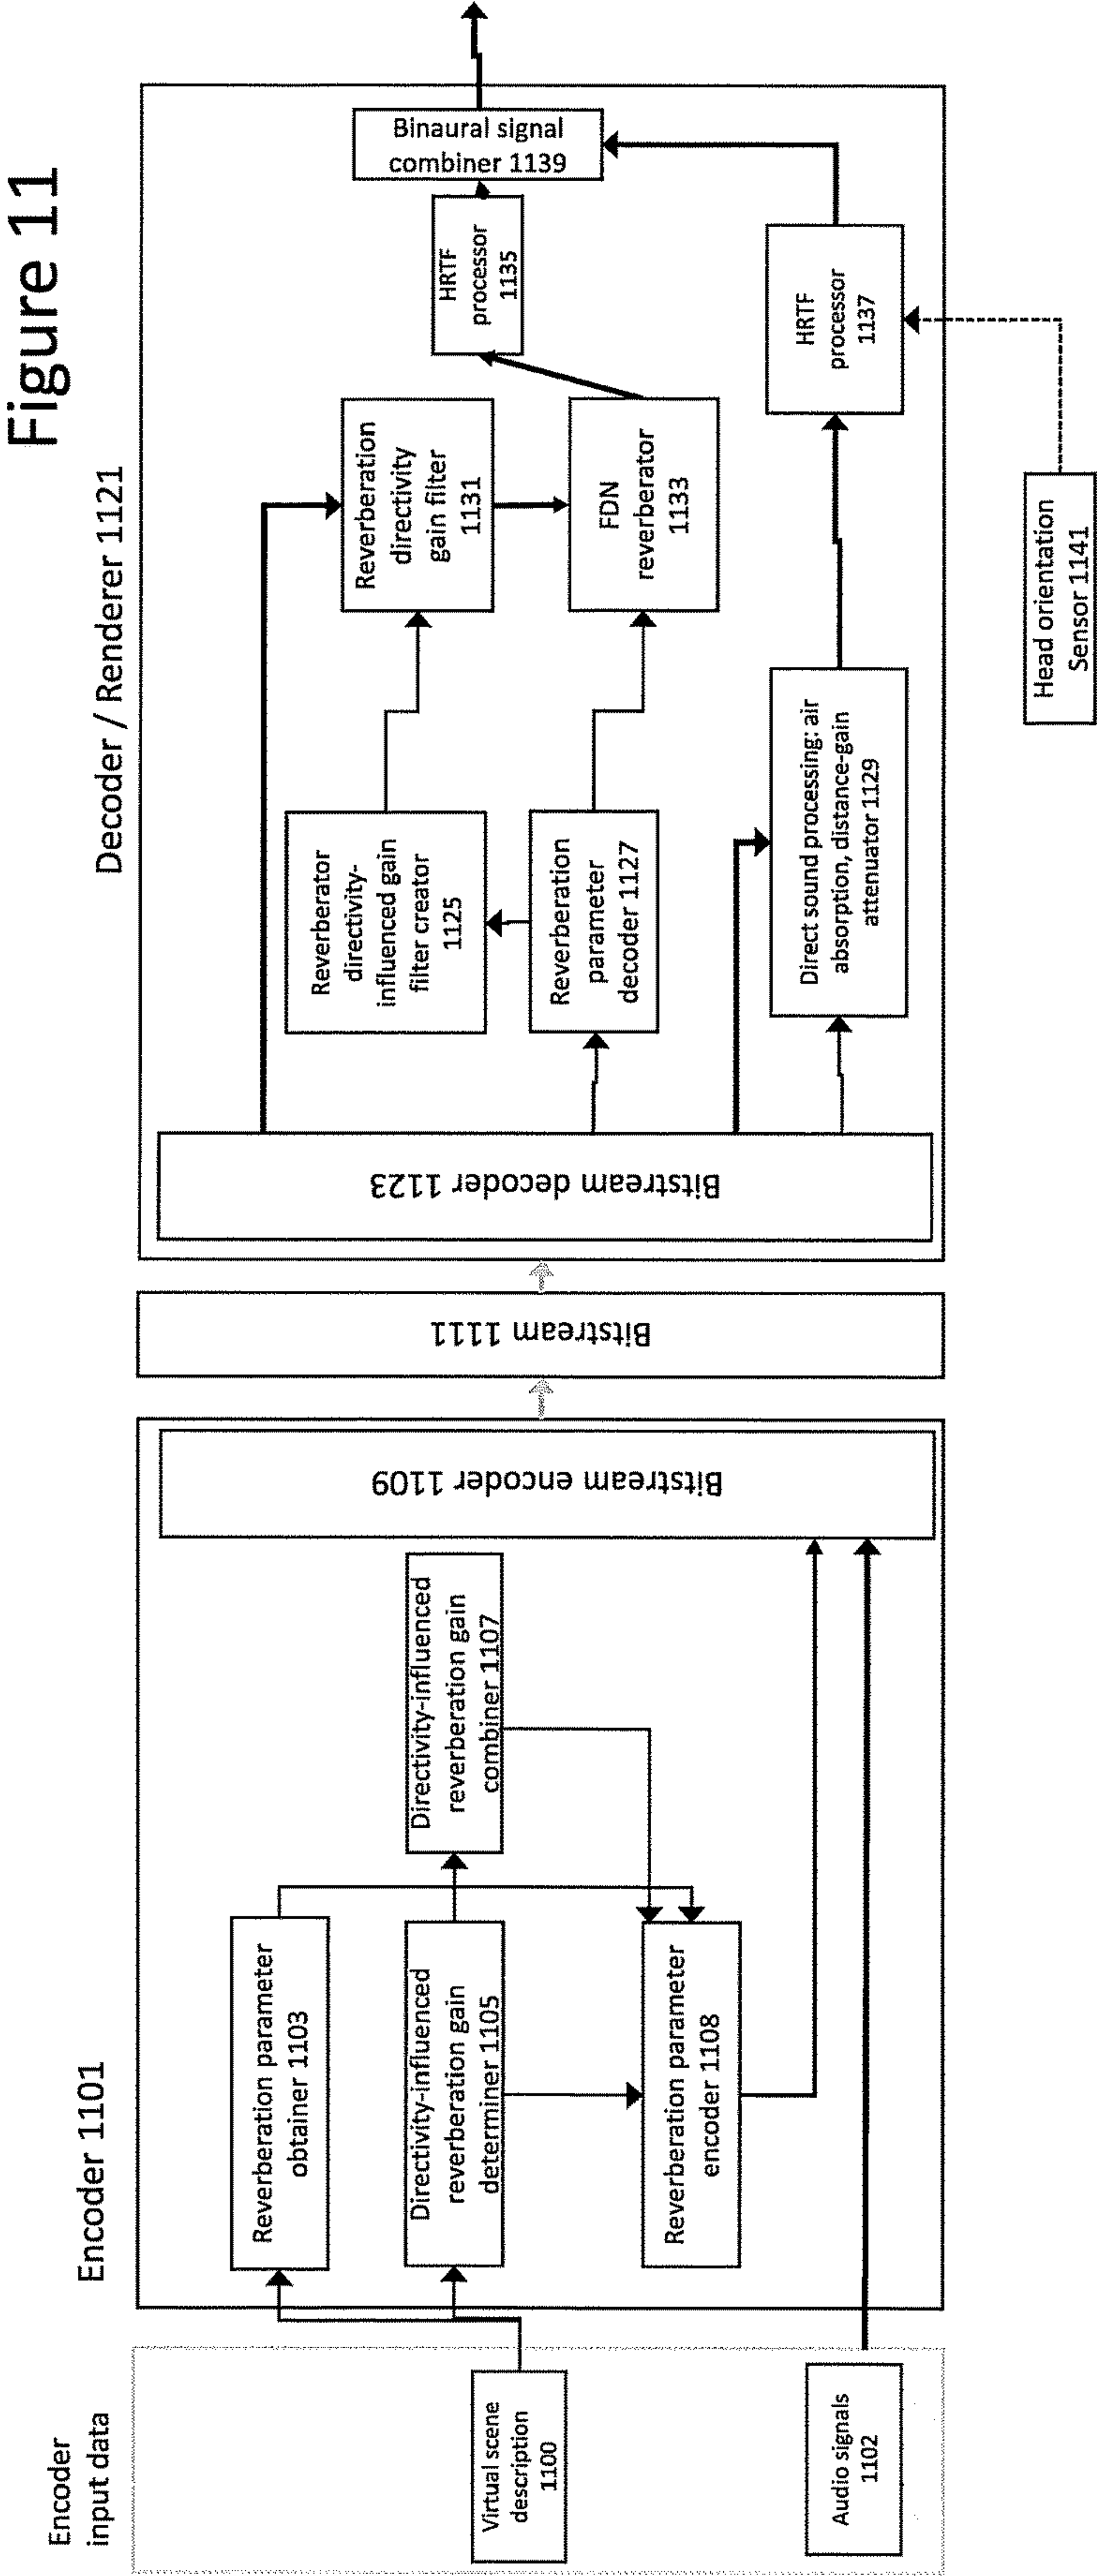 Figure 11
Encoder
input data
Virtual scene
description
1100
Audio signals
1102
Encoder 1101
Reverberation parameter
obtainer 1103
Directivity-influenced
reverberation gain
determiner 1105
Reverberation parameter
encoder 1108
Directivity-influenced
reverberation gain
combiner 1107
Bitstream encoder 1109
Bitstream 1111
Decoder / Renderer 1121
Bitstream decoder 1123
Reverberator
directivity-
influenced gain
filter creator
1125
Reverberation
parameter
decoder 1127
Direct sound processing: air
absorption, distance-gain
attenuator 1129
Reverberation
directivity
gain filter
1131
FDN
reverberator
1133
HRTF
processor
1135
HRTF
processor
1137
Binaural signal
combiner 1139
Head orientation
Sensor 1141